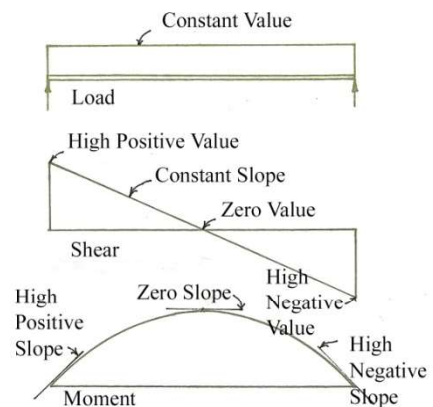 Constant Value
Load
High Positive Value
Constant Slope
Zero Value
Shear
High
Negative
Value
Zero Slope
High
Positive
Slope
High
Negative
Slope
Moment